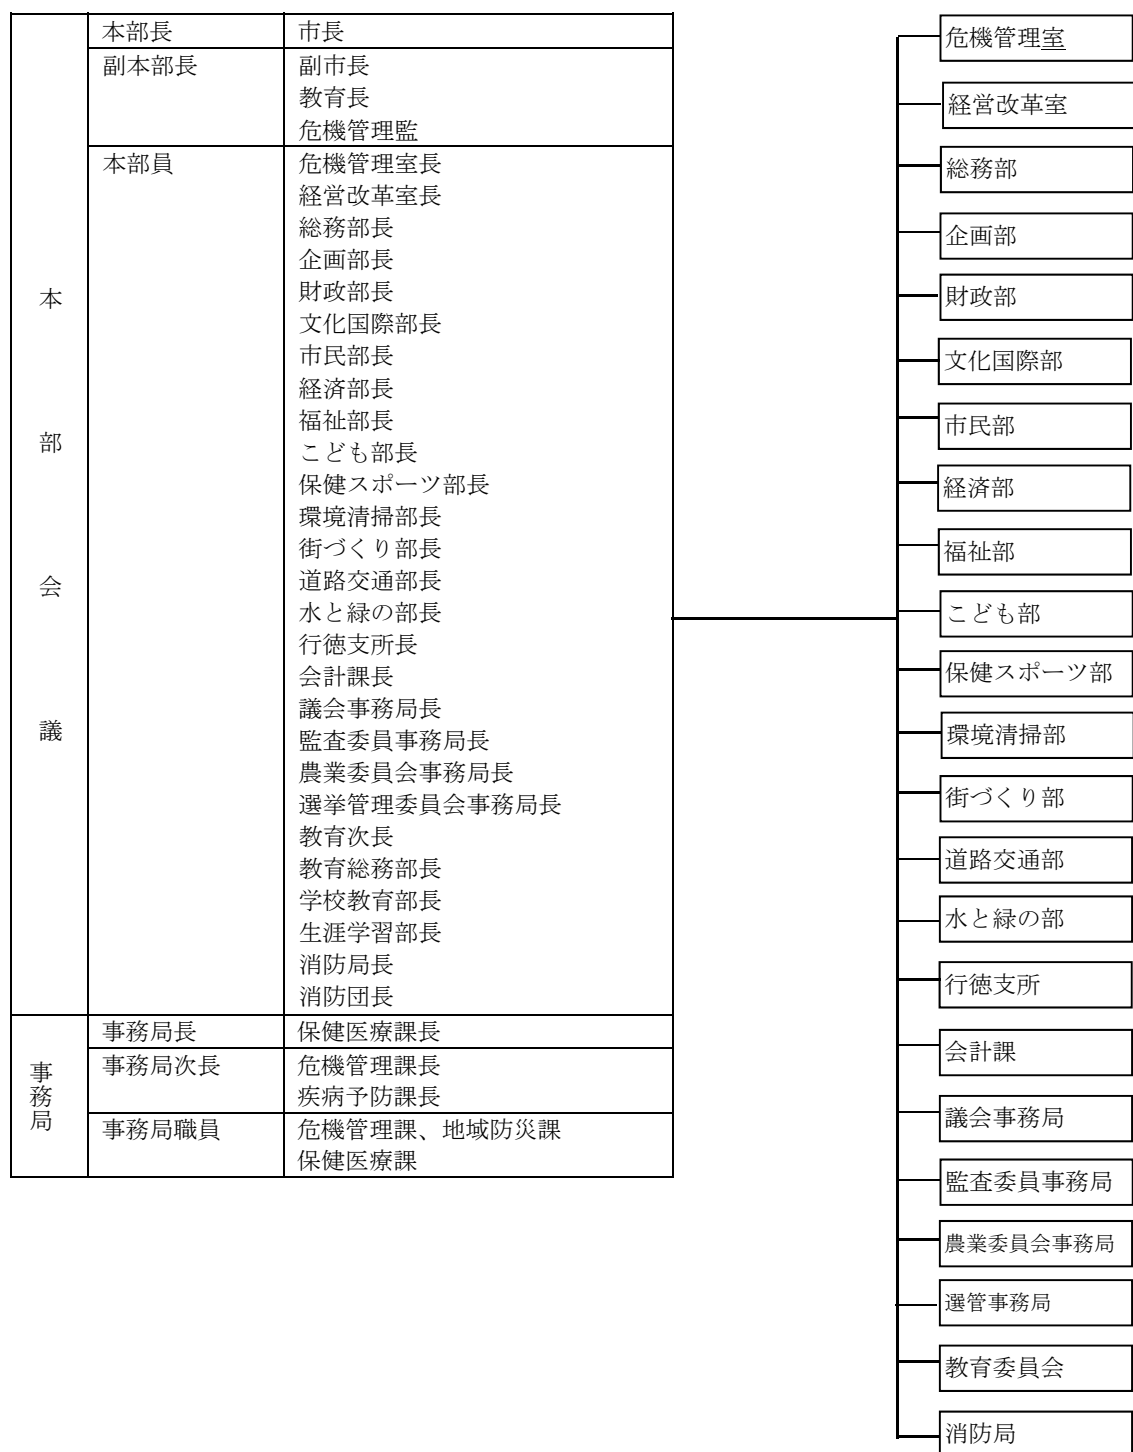 本部会議
本部長 市長
副本部長 副市長
教育長
危機管理監
本部員 危機管理室長
経営改革室長
総務部長
企画部長
財政部長
文化国際部長
市民部長
経済部長
福祉部長
こども部長
保健スポーツ部長
環境清掃部長
街づくり部長
道路交通部長
水と緑の部長
行徳支所長
会計課長
議会事務局長
監査委員事務局長
農業委員会事務局長
選挙管理委員会事務局長
教育次長
教育総務部長
学校教育部長
生涯学習部長
消防局長
消防団長
事務局
事務局長 保健医療課長
事務局次長 危機管理課長
疾病予防課長
事務局職員 危機管理課、地域防災課
保健医療課
危機管理室
経営改革室
総務部
企画部
財政部
文化国際部
市民部
経済部
福祉部
こども部
保健スポーツ部
環境清掃部
街づくり部
道路交通部
水と緑の部
行徳支所
会計課
議会事務局
監査委員事務局
農業委員会事務局
選管事務局
教育委員会
消防局